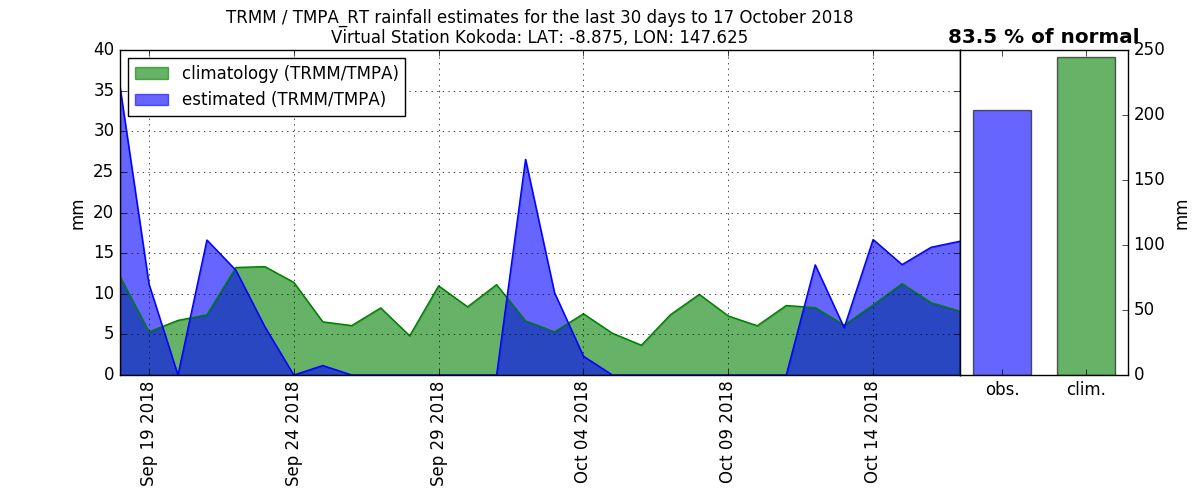 TRMM / TMPA_RT rainfall estimates for the last 30 days to 17 October 2018
Virtual Station Kokoda: LAT: -8.875, LON: 147.625
83.5 % of normal
climatology (TRMM/TMPA)
estimated (TRMM/TMPA)
mm
40
35
30
25
20
15
10
5
0
Sep 19 2018
Sep 24 2018
Sep 29 2018
Oct 04 2018
Oct 09 2018
Oct 14 2018
obs.
clim.
250
200
150
100
50
0
mm